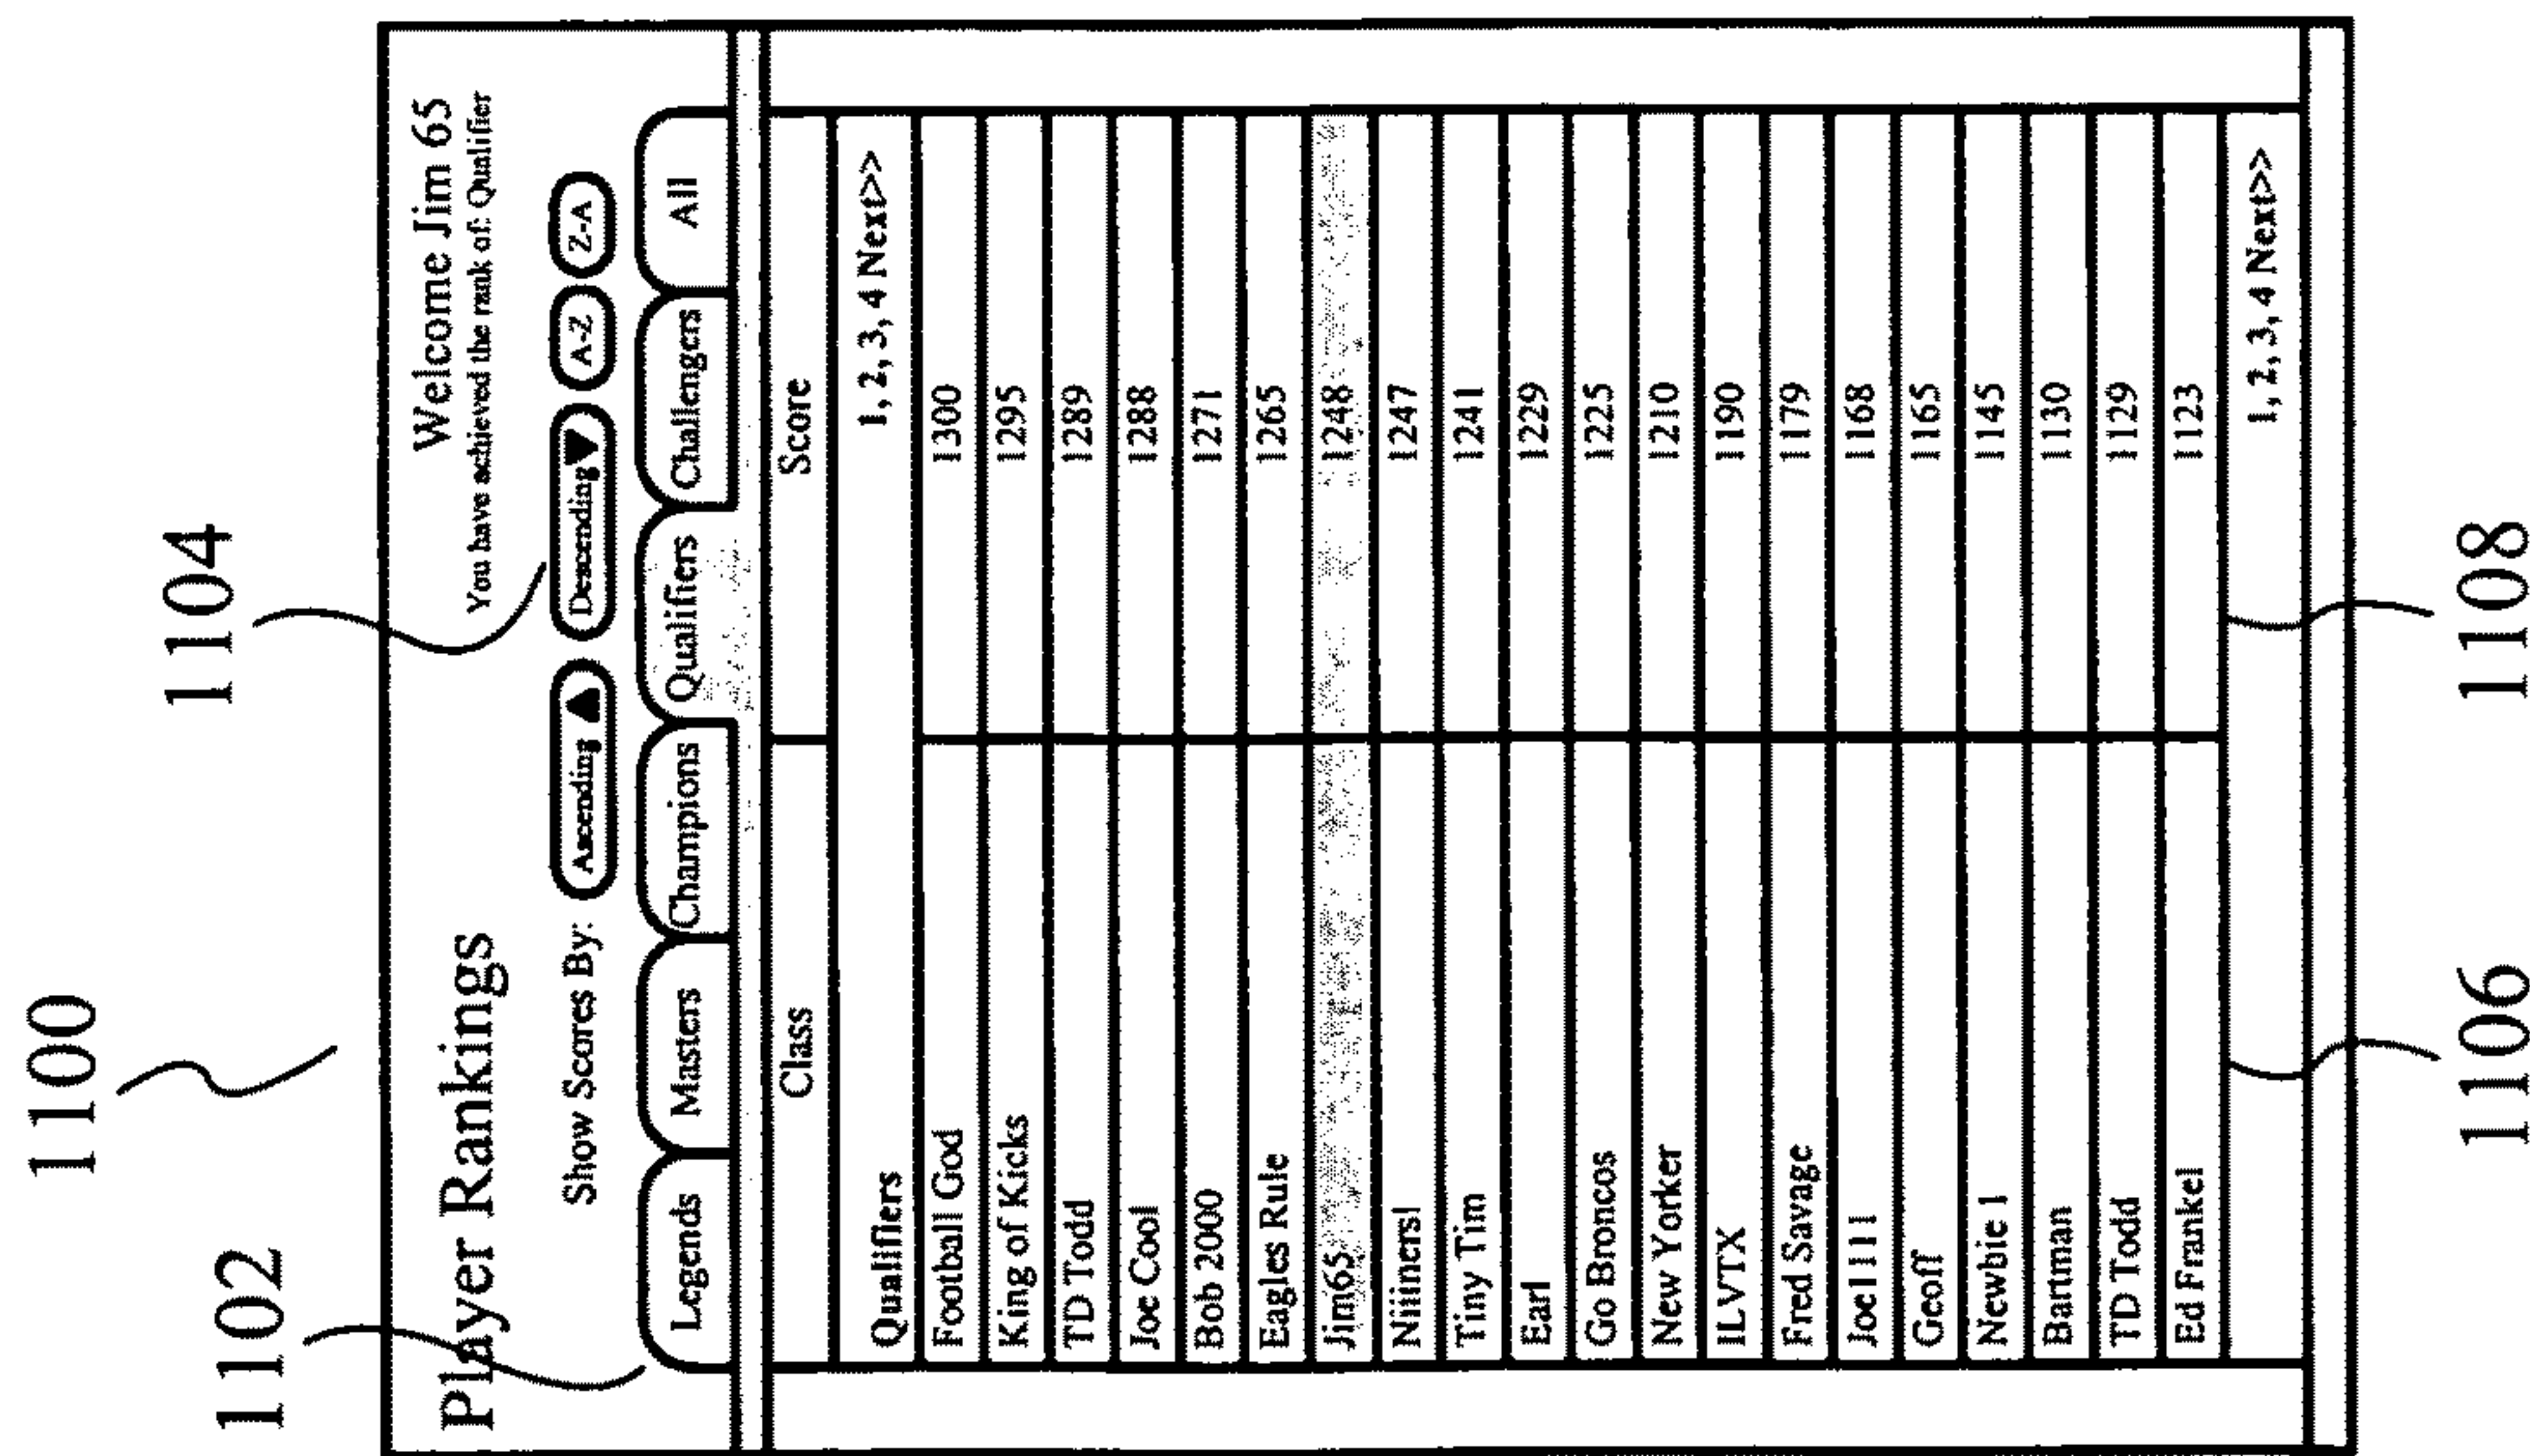 1100
1102
1104
Player Rankings
Welcome Jim 65
You have achieved the rank of: Qualifier
Show Scores By: Ascending ▲ Descending ▼ A-Z Z-A
Legends Masters Champions Qualifiers Challengers All
Class Score
Qualifiers 1, 2, 3, 4 Next>>
Football God 1300
King of Kicks 1295
TD Todd 1289
Joe Cool 1288
Bob 2000 1271
Eagles Rule 1265
Jim65 1248
Niiiners! 1247
Tiny Tim 1241
Earl 1229
Go Broncos 1225
New Yorker 1210
ILVTX 1190
Fred Savage 1179
Joe1111 1168
Geoff 1165
Newbie 1 1145
Bartman 1130
TD Todd 1129
Ed Frankel 1123
1, 2, 3, 4 Next>>
1106
1108